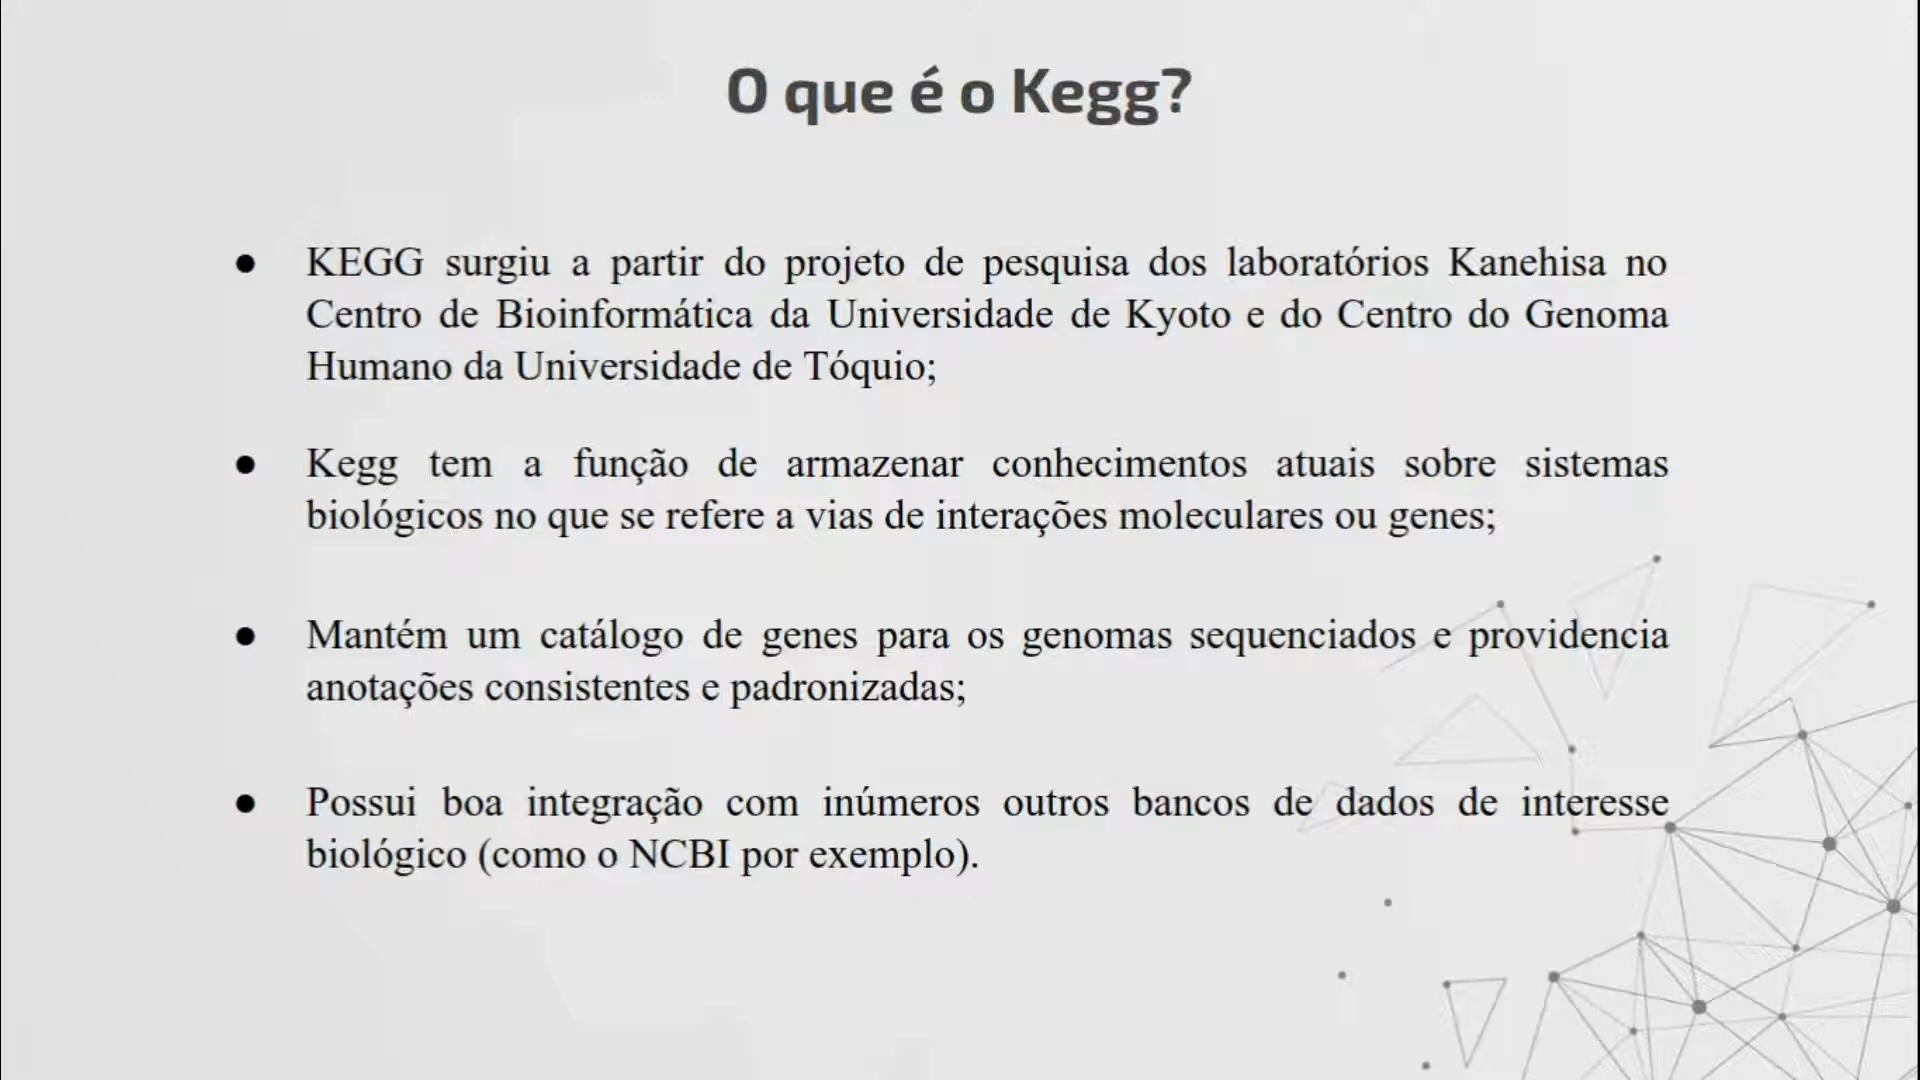 O que é o Kegg?
● KEGG surgiu a partir do projeto de pesquisa dos laboratórios Kanehisa no
Centro de Bioinformática da Universidade de Kyoto e do Centro do Genoma
Humano da Universidade de Tóquio;
● Kegg tem a função de armazenar conhecimentos atuais sobre sistemas
biológicos no que se refere a vias de interações moleculares ou genes;
● Mantém um catálogo de genes para os genomas sequenciados e providencia
anotações consistentes e padronizadas;
● Possui boa integração com inúmeros outros bancos de dados de interesse
biológico (como o NCBI por exemplo).